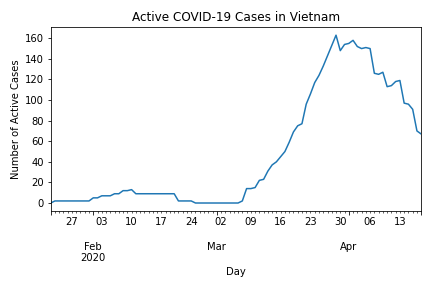 Active COVID-19 Cases in Vietnam
Number of Active Cases
160
140
120
100
80
60
40
20
0
27 03 10 17 24 02 09 16 23 30 06 13
Feb Mar Apr
2020
Day